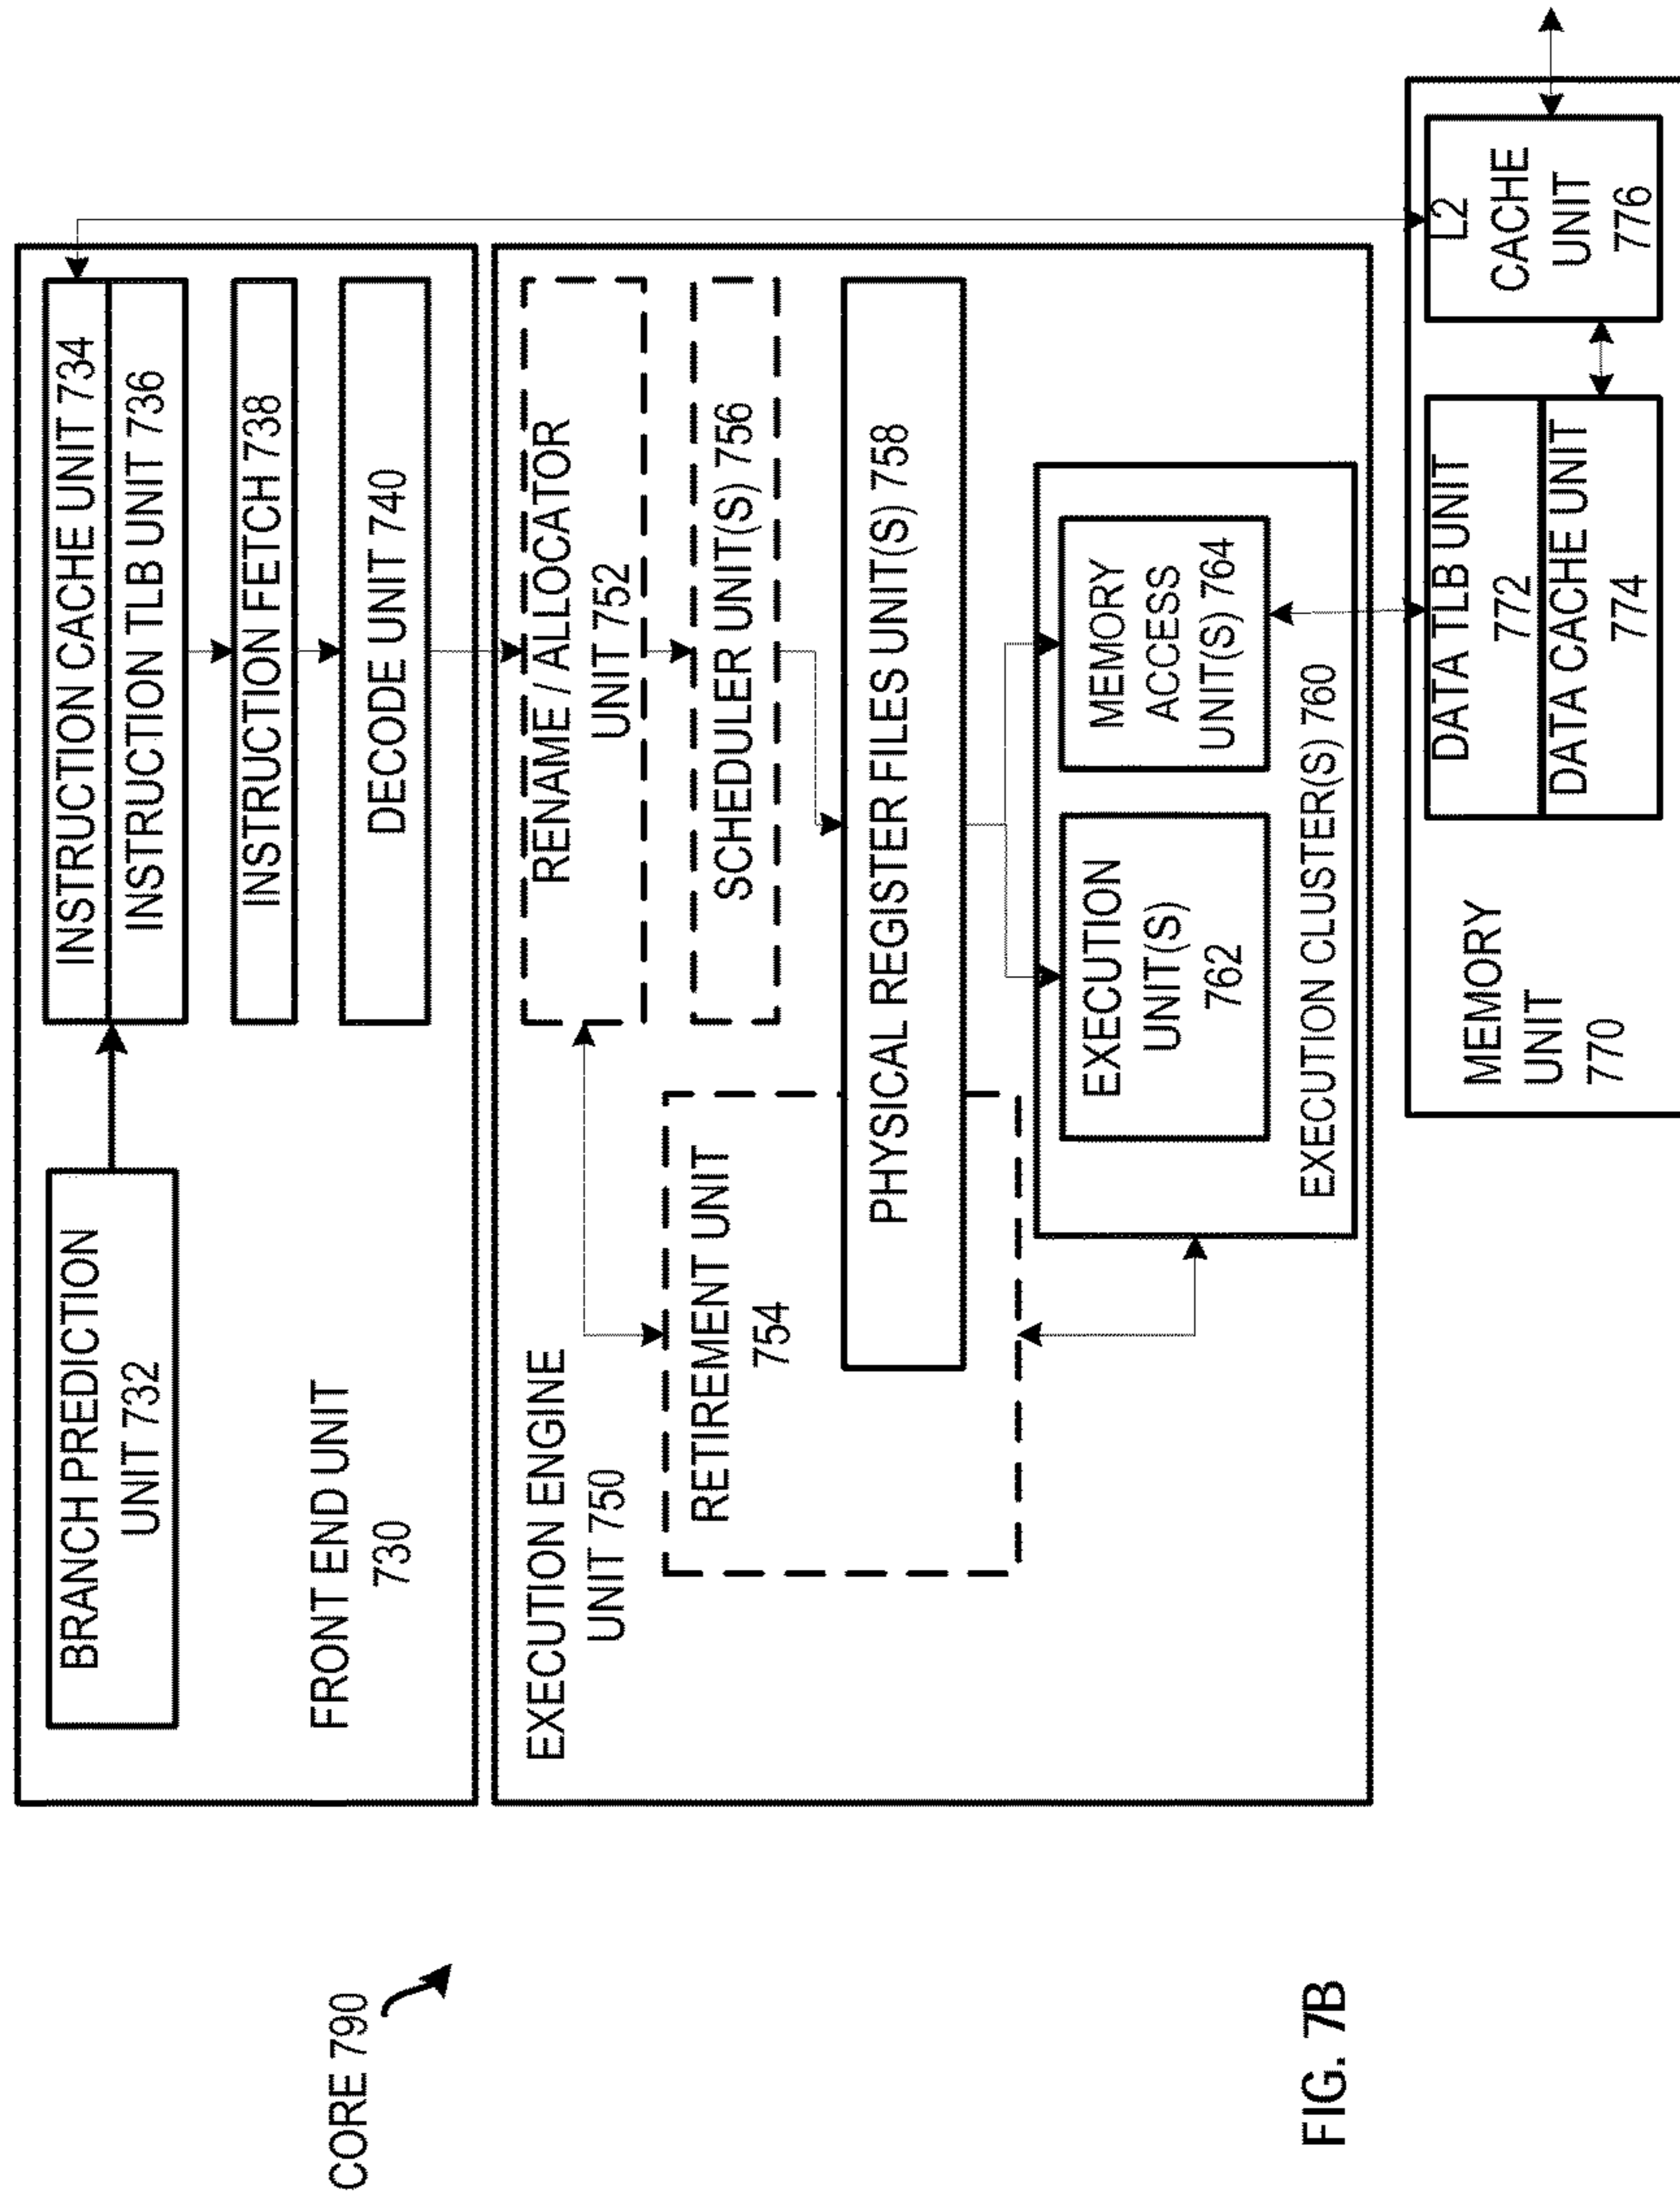 CORE 790
BRANCH PREDICTION
UNIT 732
INSTRUCTION CACHE UNIT 734
INSTRUCTION TLB UNIT 736
INSTRUCTION FETCH 738
DECODE UNIT 740
FRONT END UNIT
730
EXECUTION ENGINE
UNIT 750
RENAME / ALLOCATOR
UNIT 752
RETIREMENT UNIT
754
SCHEDULER UNIT(S) 756
PHYSICAL REGISTER FILES UNIT(S) 758
EXECUTION
UNIT(S)
762
MEMORY
ACCESS
UNIT(S) 764
EXECUTION CLUSTER(S) 760
MEMORY
UNIT
770
DATA TLB UNIT
772
DATA CACHE UNIT
774
L2
CACHE
UNIT
776
FIG. 7B